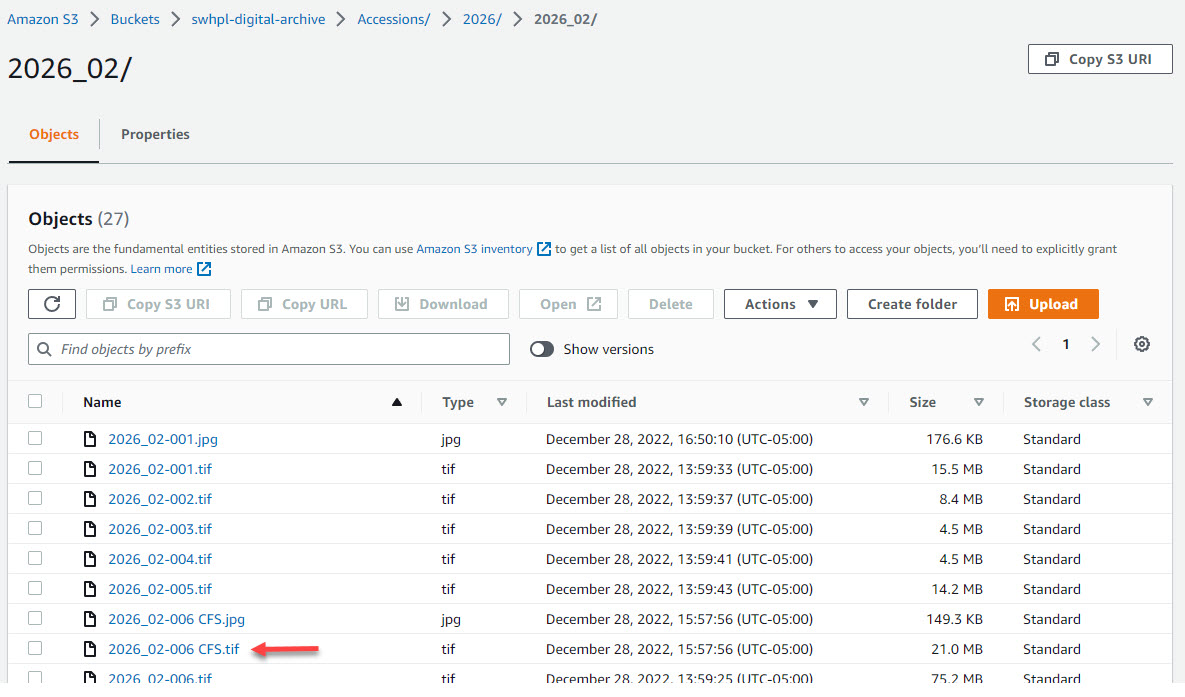 Amazon S3 > Buckets > swhpl-digital-archive > Accessions/ > 2026/ > 2026_02/
2026_02/
Copy S3 URI
Objects
Properties
Objects (27)
Objects are the fundamental entities stored in Amazon S3. You can use Amazon S3 inventory to get a list of all objects in your bucket. For others to access your objects, you'll need to explicitly grant
them permissions. Learn more
Copy S3 URI Copy URL Download Open Delete Actions Create folder Upload
Find objects by prefix Show versions 1
Name Type Last modified Size Storage class
2026_02-001.jpg jpg December 28, 2022, 16:50:10 (UTC-05:00) 176.6 KB Standard
2026_02-001.tif tif December 28, 2022, 13:59:33 (UTC-05:00) 15.5 MB Standard
2026_02-002.tif tif December 28, 2022, 13:59:37 (UTC-05:00) 8.4 MB Standard
2026_02-003.tif tif December 28, 2022, 13:59:39 (UTC-05:00) 4.5 MB Standard
2026_02-004.tif tif December 28, 2022, 13:59:41 (UTC-05:00) 4.5 MB Standard
2026_02-005.tif tif December 28, 2022, 13:59:43 (UTC-05:00) 14.2 MB Standard
2026_02-006 CFS.jpg jpg December 28, 2022, 15:57:56 (UTC-05:00) 149.3 KB Standard
2026_02-006 CFS.tif tif December 28, 2022, 15:57:56 (UTC-05:00) 21.0 MB Standard
2026_02-006.tif tif December 28, 2022, 13:59:25 (UTC-05:00) 75.2 MB Standard